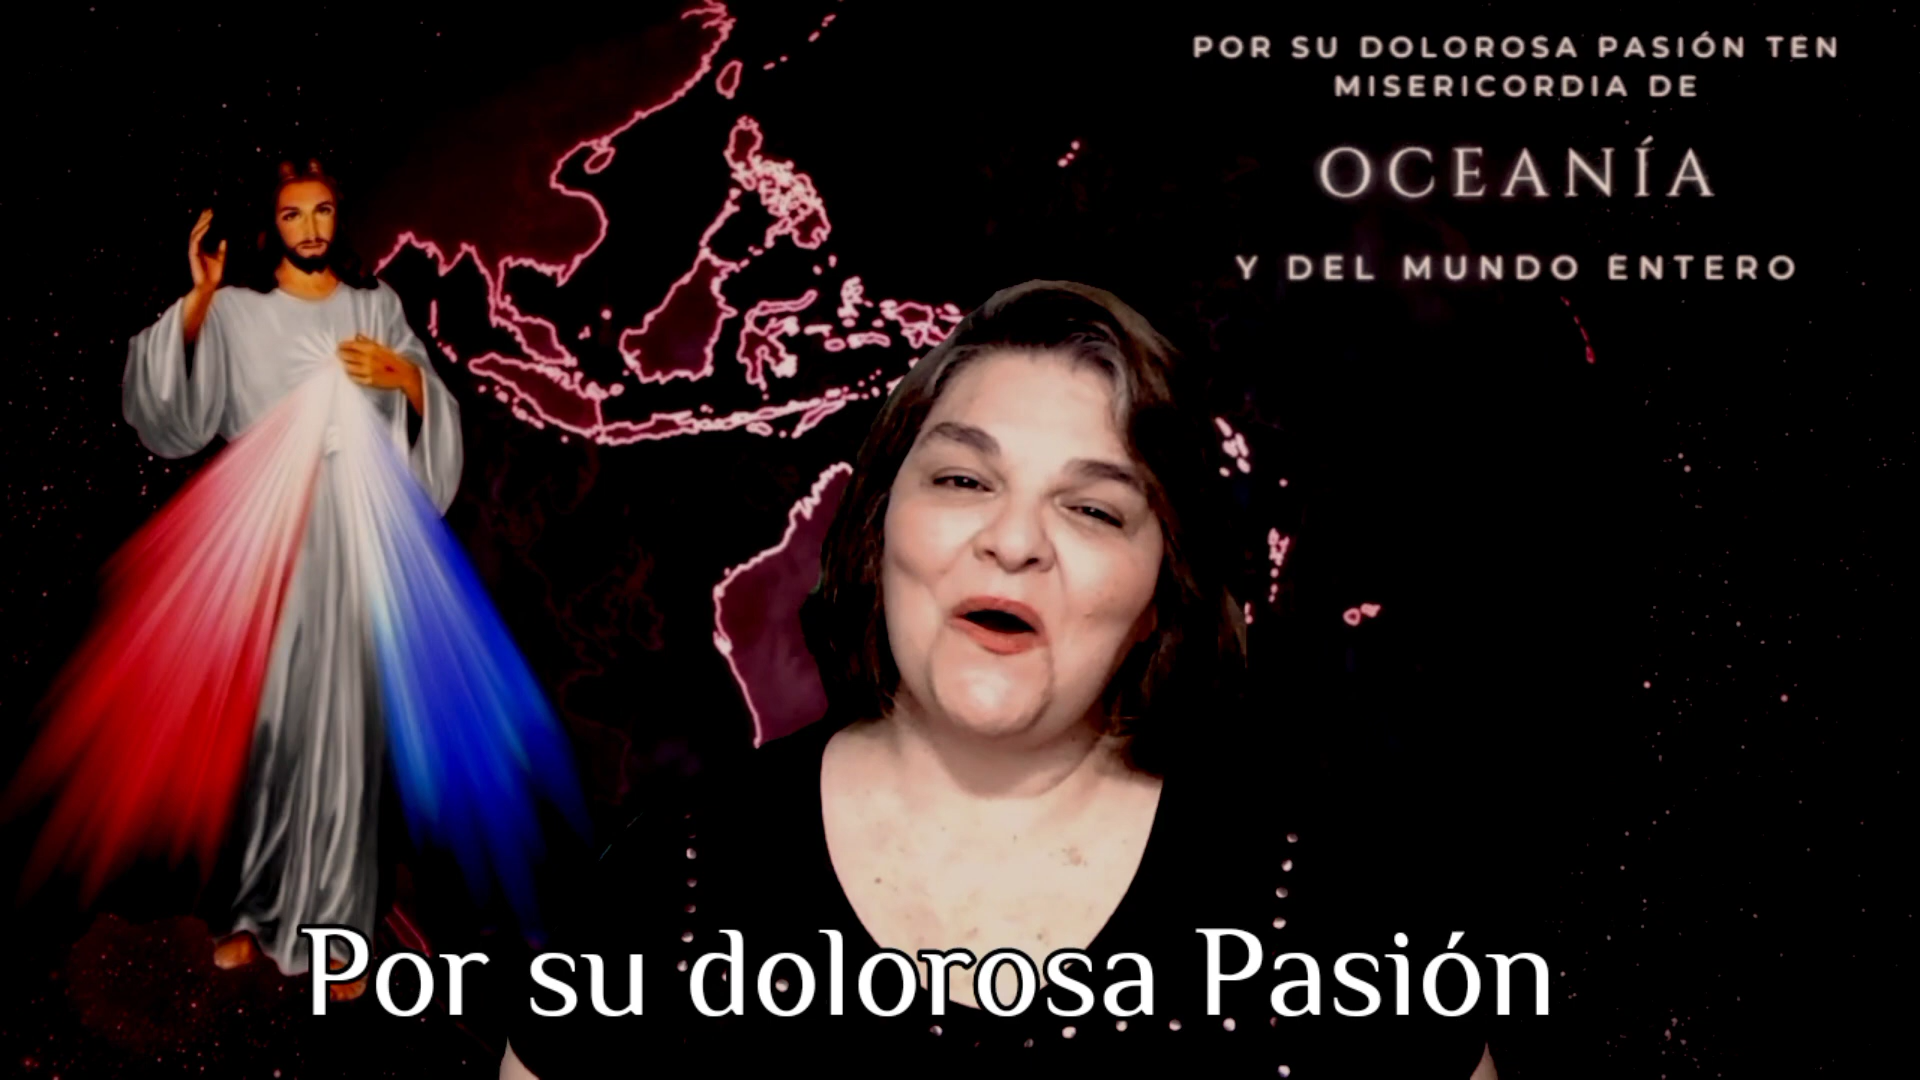 POR SU DOLOROSA PASIÓN TEN
MISERICORDIA DE
OCEANÍA
Y DEL MUNDO ENTERO
Por su dolorosa Pasión